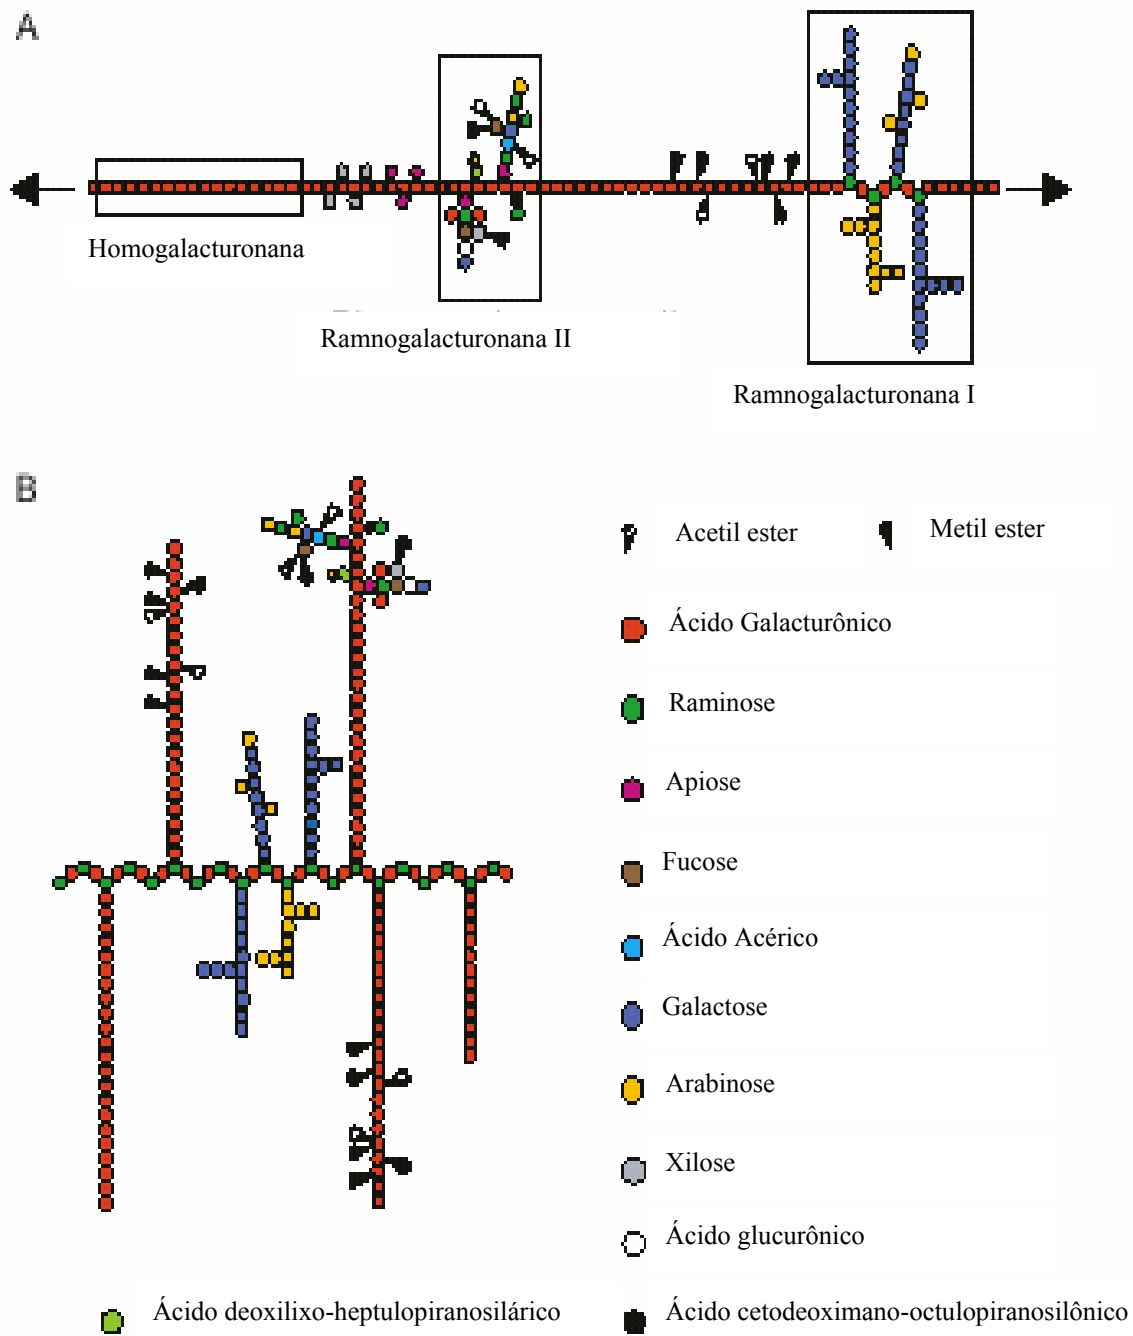 A
Homogalacturonana
Ramnogalacturonana II
Ramnogalacturonana I
B
Acetil ester
Metil ester
Ácido Galacturônico
Raminose
Apiose
Fucose
Ácido Acérico
Galactose
Arabinose
Xilose
Ácido glucurônico
Ácido deoxilixo-heptulopiranosilárico
Ácido cetodeoximano-octulopiranosilônico